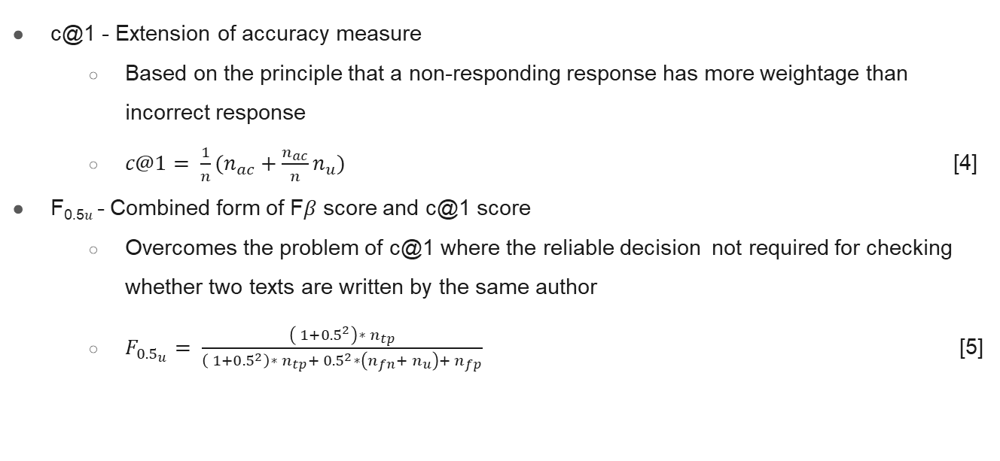 ● c@1 - Extension of accuracy measure
○ Based on the principle that a non-responding response has more weightage than
incorrect response
○ c@1 = \frac{1}{n}(n_{ac} + \frac{n_{ac}}{n} n_u) [4]
● F_{0.5u} - Combined form of Fβ score and c@1 score
○ Overcomes the problem of c@1 where the reliable decision not required for checking
whether two texts are written by the same author
○ F_{0.5u} = \frac{(1+0.5^2)* n_{tp}}{(1+0.5^2)* n_{tp}+ 0.5^2*(n_{fn}+ n_u)+ n_{fp}} [5]